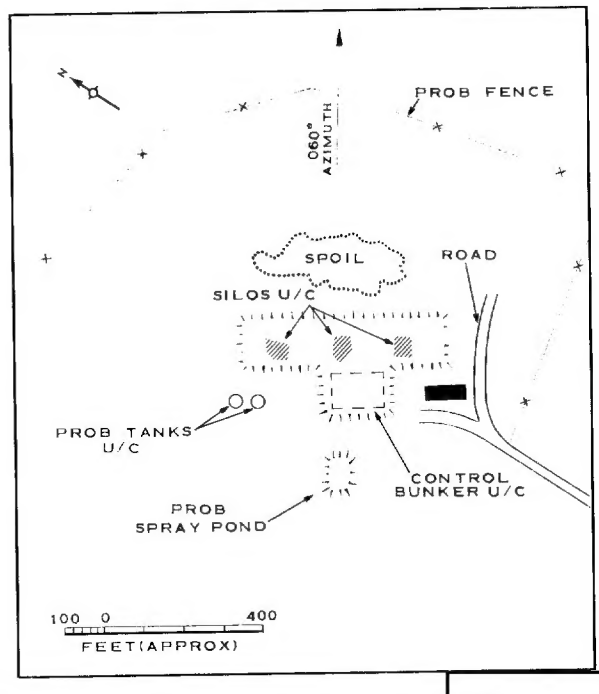 N
PROB FENCE
060°
AZIMUTH
SPOIL
ROAD
SILOS U/C
PROB TANKS
U/C
CONTROL
BUNKER U/C
PROB
SPRAY POND
100 0 400
FEET(APPROX)